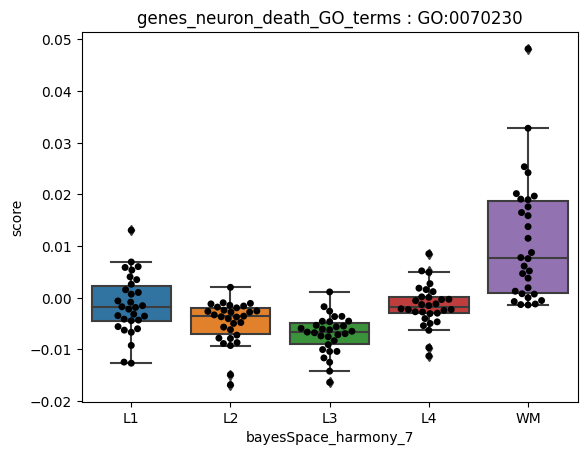 genes_neuron_death_GO_terms : GO:0070230
0.05
0.04
0.03
0.02
0.01
0.00
−0.01
−0.02
score
L1 L2 L3 L4 WM
bayesSpace_harmony_7